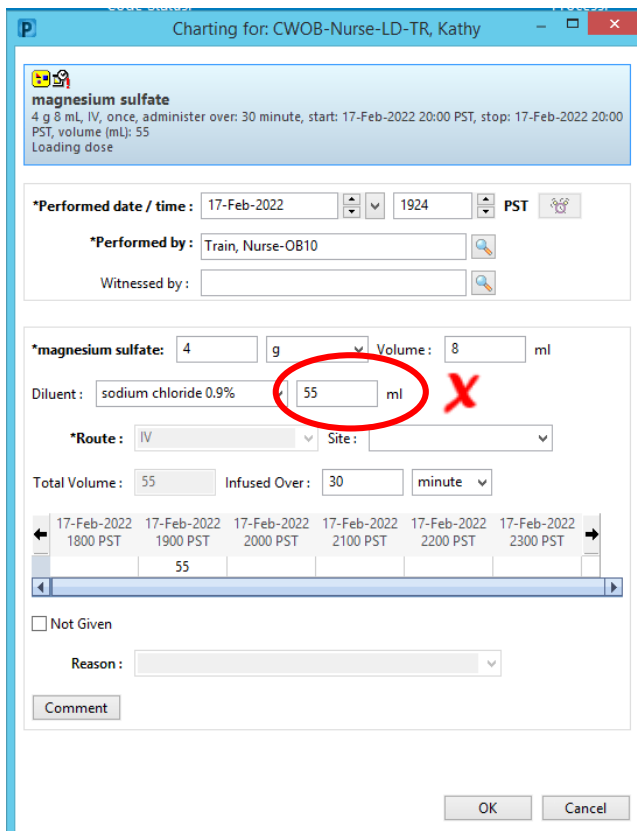 Charting for: CWOB-Nurse-LD-TR, Kathy
magnesium sulfate
4 g 8 mL, IV, once, administer over: 30 minute, start: 17-Feb-2022 20:00 PST, stop: 17-Feb-2022 20:00
PST, volume (mL): 55
Loading dose
*Performed date / time : 17-Feb-2022 1924 PST
*Performed by : Train, Nurse-OB10
Witnessed by :
*magnesium sulfate: 4 g Volume : 8 ml
Diluent : sodium chloride 0.9% 55 ml X
*Route : IV Site :
Total Volume : 55 Infused Over : 30 minute
17-Feb-2022 17-Feb-2022 17-Feb-2022 17-Feb-2022 17-Feb-2022 17-Feb-2022
1800 PST 1900 PST 2000 PST 2100 PST 2200 PST 2300 PST
55
Not Given
Reason :
Comment
OK Cancel